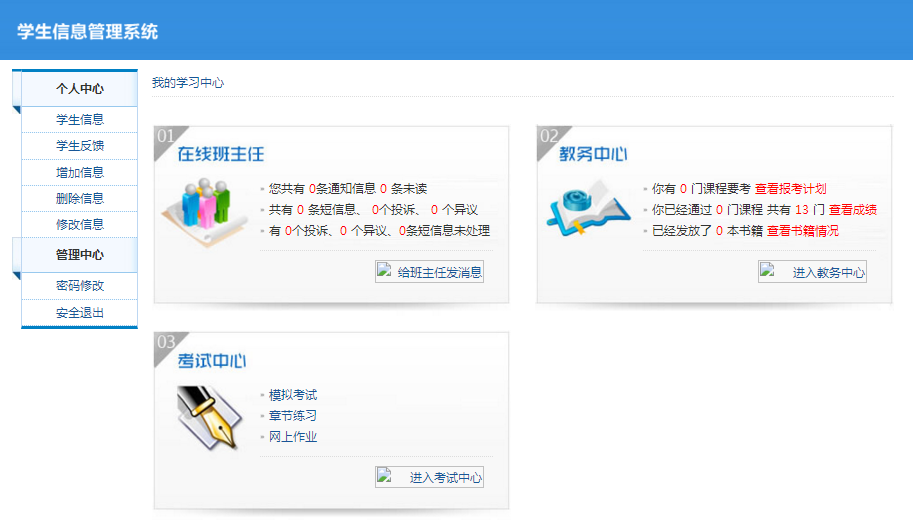 学生信息管理系统
个人中心
学生信息
学生反馈
增加信息
删除信息
修改信息
管理中心
密码修改
安全退出
我的学习中心
01
在线班主任
您共有 0条通知信息 0 条未读
共有 0 条短信息、 0个投诉、 0 个异议
有 0个投诉、0 个异议、0条短信息未处理
给班主任发消息
02
教务中心
你有 0 门课程要考 查看报考计划
你已经通过 0 门课程 共有 13 门 查看成绩
已经发放了 0 本书籍 查看书籍情况
进入教务中心
03
考试中心
模拟考试
章节练习
网上作业
进入考试中心